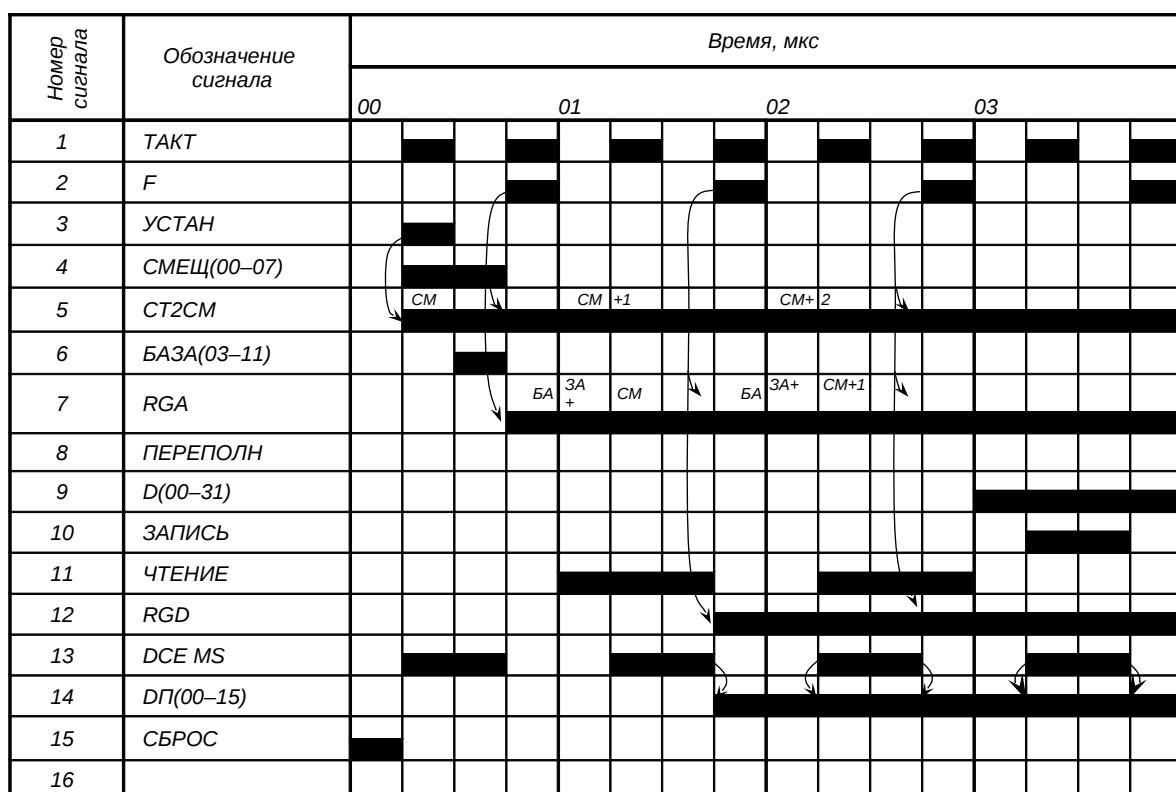 Номер
сигнала
Обозначение
сигнала
Время, мкс
00 01 02 03
1 ТАКТ
2 F
3 УСТАН
4 СМЕЩ(00–07)
5 СТ2СМ СМ СМ +1 СМ+ 2
6 БАЗА(03–11)
7 RGA БА ЗА + СМ БА ЗА+ СМ+1
8 ПЕРЕПОЛН
9 D(00–31)
10 ЗАПИСЬ
11 ЧТЕНИЕ
12 RGD
13 DCE MS
14 DП(00–15)
15 СБРОС
16